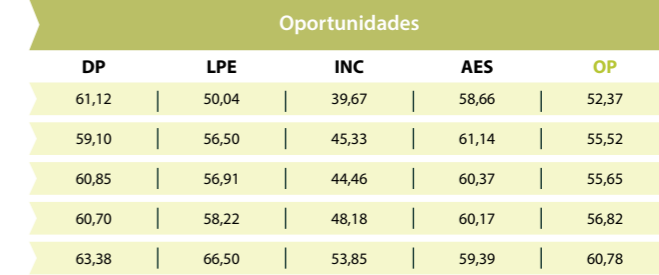 Oportunidades
DP LPE INC AES OP
61,12 | 50,04 | 39,67 | 58,66 | 52,37
59,10 | 56,50 | 45,33 | 61,14 | 55,52
60,85 | 56,91 | 44,46 | 60,37 | 55,65
60,70 | 58,22 | 48,18 | 60,17 | 56,82
63,38 | 66,50 | 53,85 | 59,39 | 60,78